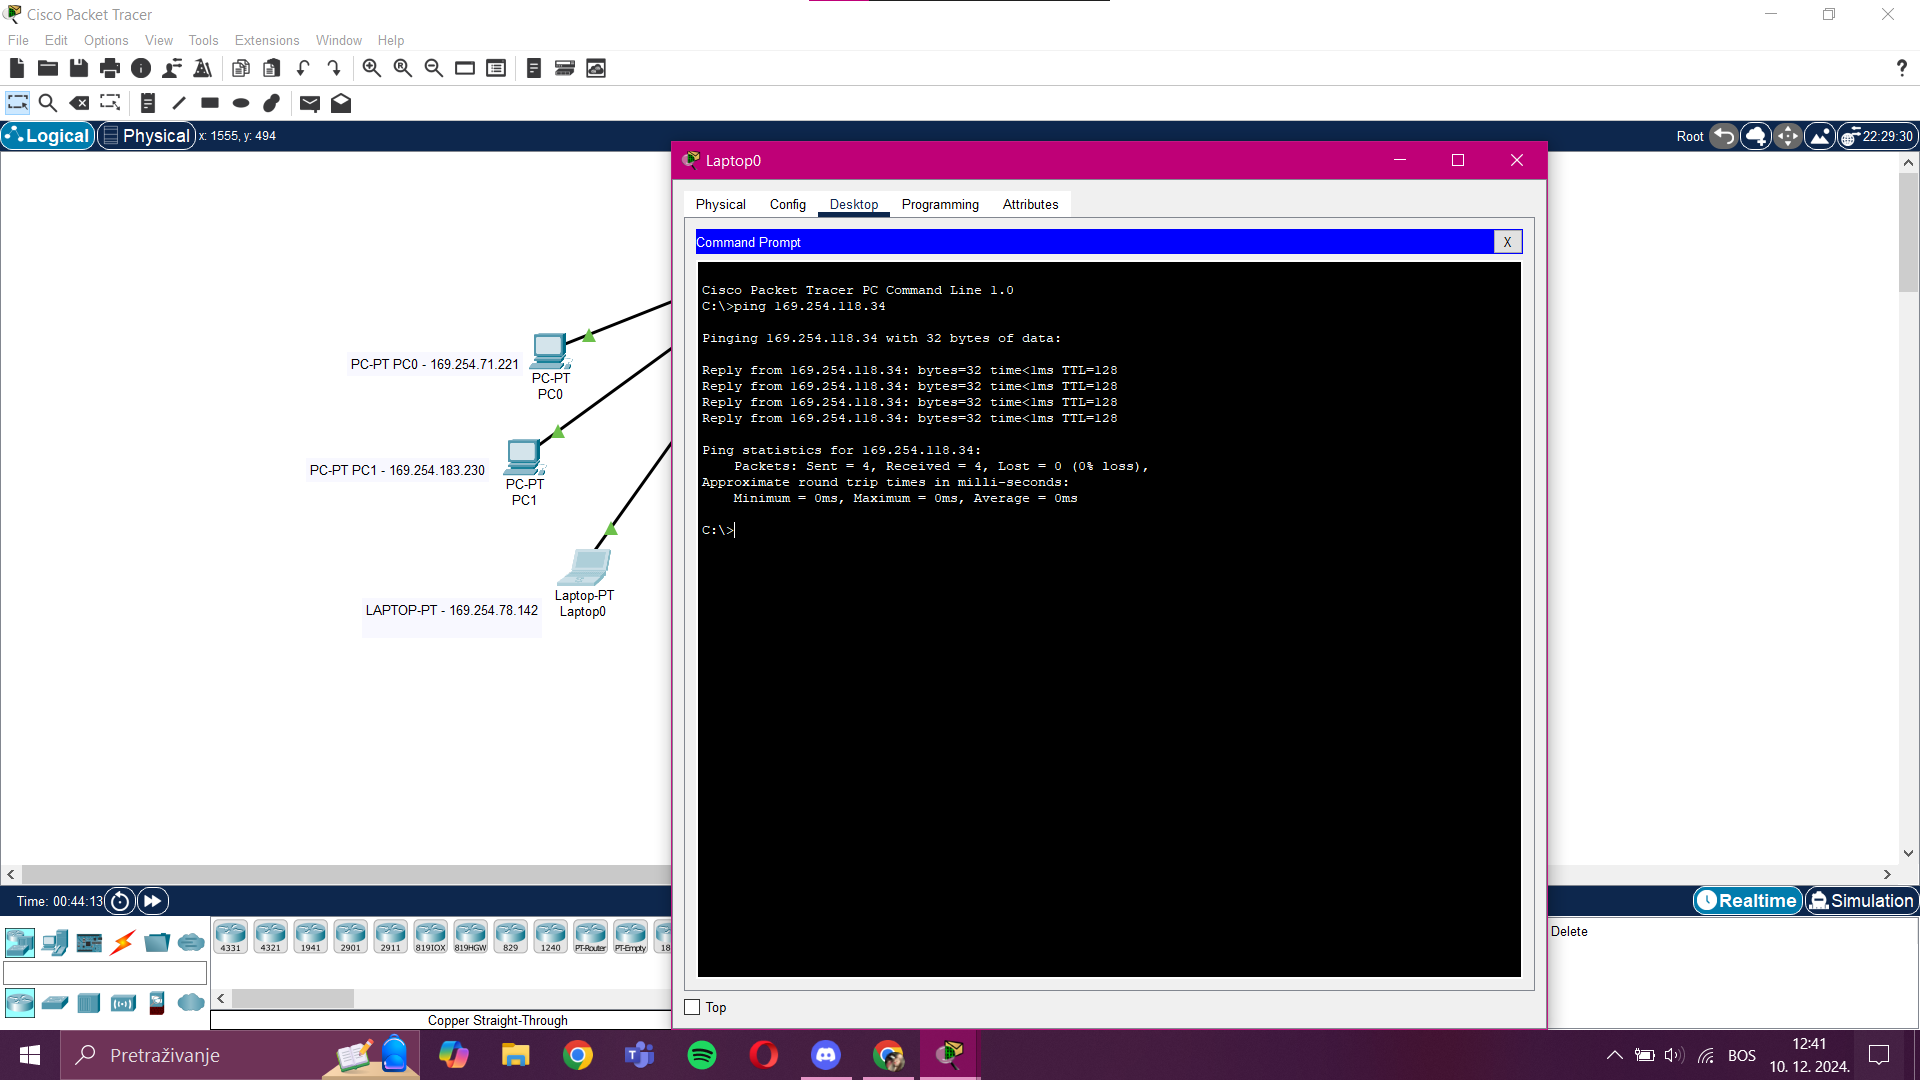 Cisco Packet Tracer
File Edit Options View Tools Extensions Window Help
?
Logical Physical x: 1555, y: 494
Root 22:29:30
Laptop0
Physical Config Desktop Programming Attributes
Command Prompt
X
Cisco Packet Tracer PC Command Line 1.0
C:\>ping 169.254.118.34
Pinging 169.254.118.34 with 32 bytes of data:
Reply from 169.254.118.34: bytes=32 time<1ms TTL=128
Reply from 169.254.118.34: bytes=32 time<1ms TTL=128
Reply from 169.254.118.34: bytes=32 time<1ms TTL=128
Reply from 169.254.118.34: bytes=32 time<1ms TTL=128
Ping statistics for 169.254.118.34:
Packets: Sent = 4, Received = 4, Lost = 0 (0% loss),
Approximate round trip times in milli-seconds:
Minimum = 0ms, Maximum = 0ms, Average = 0ms
C:\>
Top
PC-PT PC0 - 169.254.71.221
PC-PT
PC0
PC-PT PC1 - 169.254.183.230
PC-PT
PC1
LAPTOP-PT - 169.254.78.142
Laptop-PT
Laptop0
Time: 00:44:13
Realtime Simulation
4331 4321 1941 2901 2911 819IOX 819HGW 829 1240 PT-Router PT-Empty 18
Delete
Copper Straight-Through
Pretraživanje
BOS
12:41
10. 12. 2024.